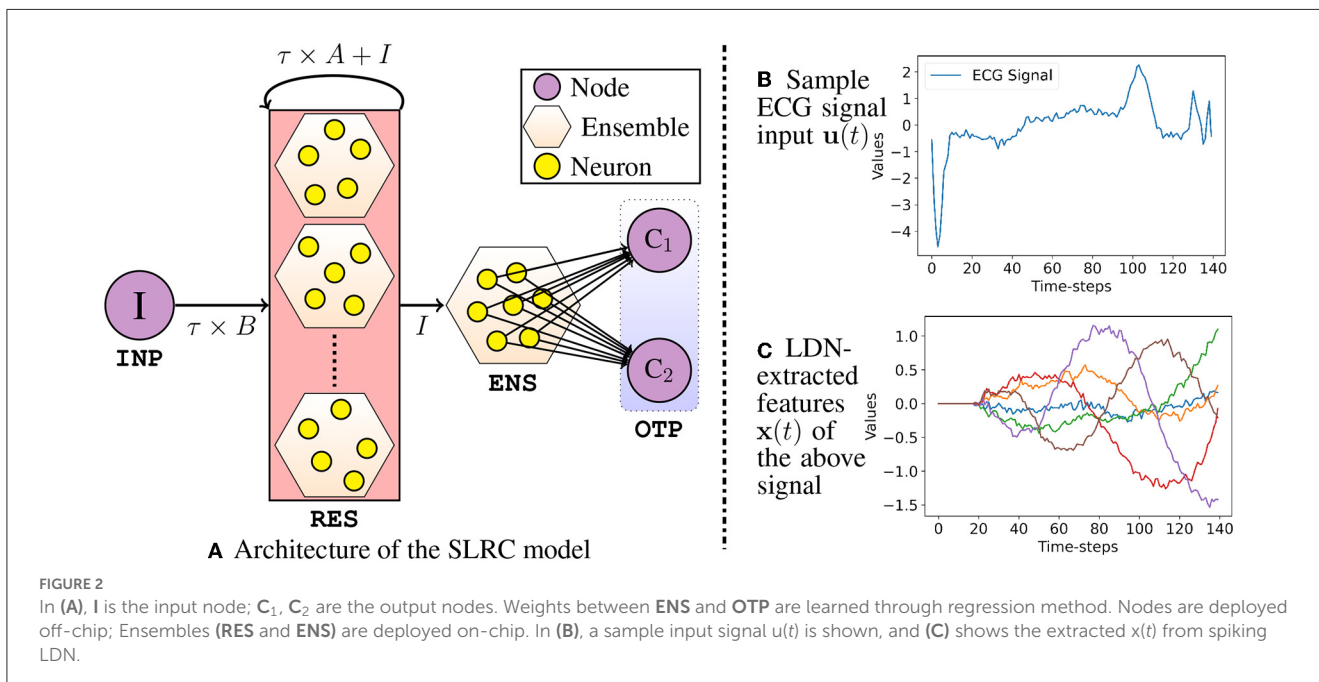 τ × A + I
Node
Ensemble
Neuron
I
INP
τ × B
I
RES
ENS
C₁
C₂
OTP
A Architecture of the SLRC model
B Sample
ECG signal
input u(t)
ECG Signal
2
1
0
−1
−2
−3
−4
Values
0 20 40 60 80 100 120 140
Time-steps
C LDN-
extracted
features
x(t) of
the above
signal
1.0
0.5
0.0
−0.5
−1.0
−1.5
Values
0 20 40 60 80 100 120 140
Time-steps
FIGURE 2
In (A), I is the input node; C₁, C₂ are the output nodes. Weights between ENS and OTP are learned through regression method. Nodes are deployed
off-chip; Ensembles (RES and ENS) are deployed on-chip. In (B), a sample input signal u(t) is shown, and (C) shows the extracted x(t) from spiking
LDN.